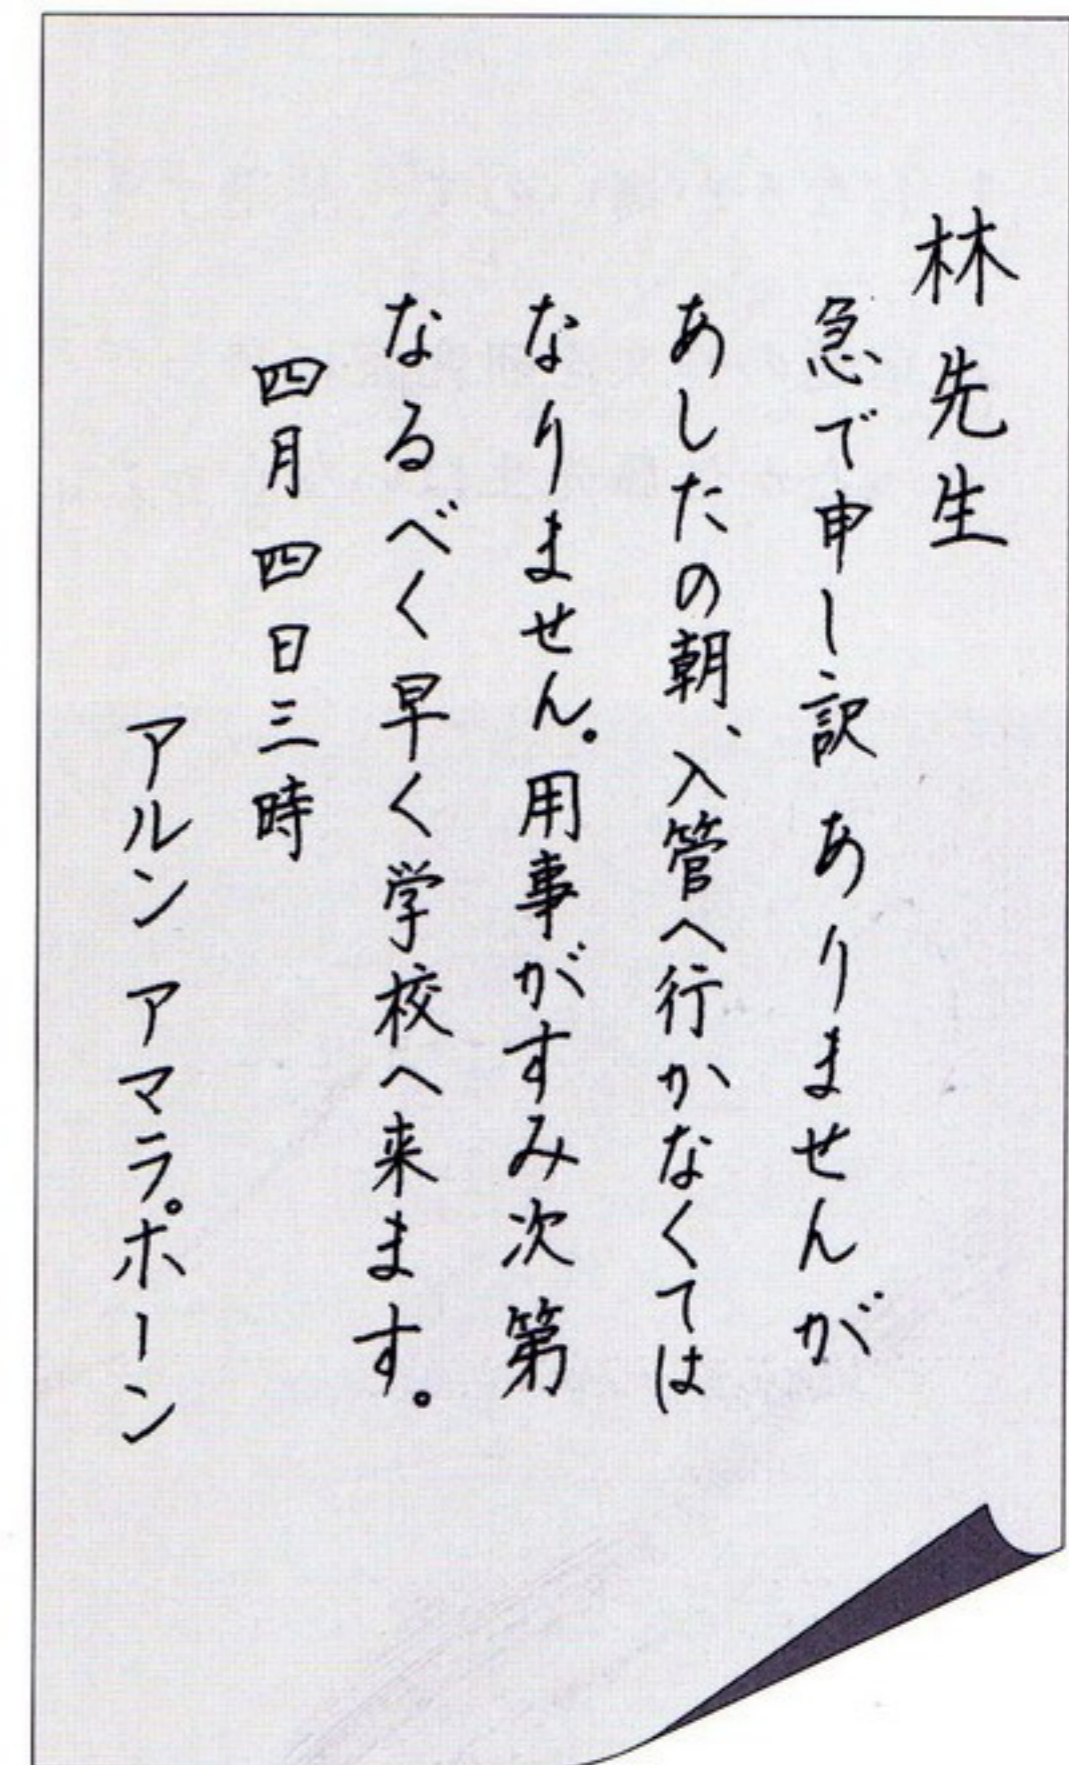 林先生
急で申し訳ありませんが
あしたの朝、入管へ行かなくては
なりません。用事がすみ次第
なるべく早く学校へ来ます。
四月四日三時
アルン アマラポーン